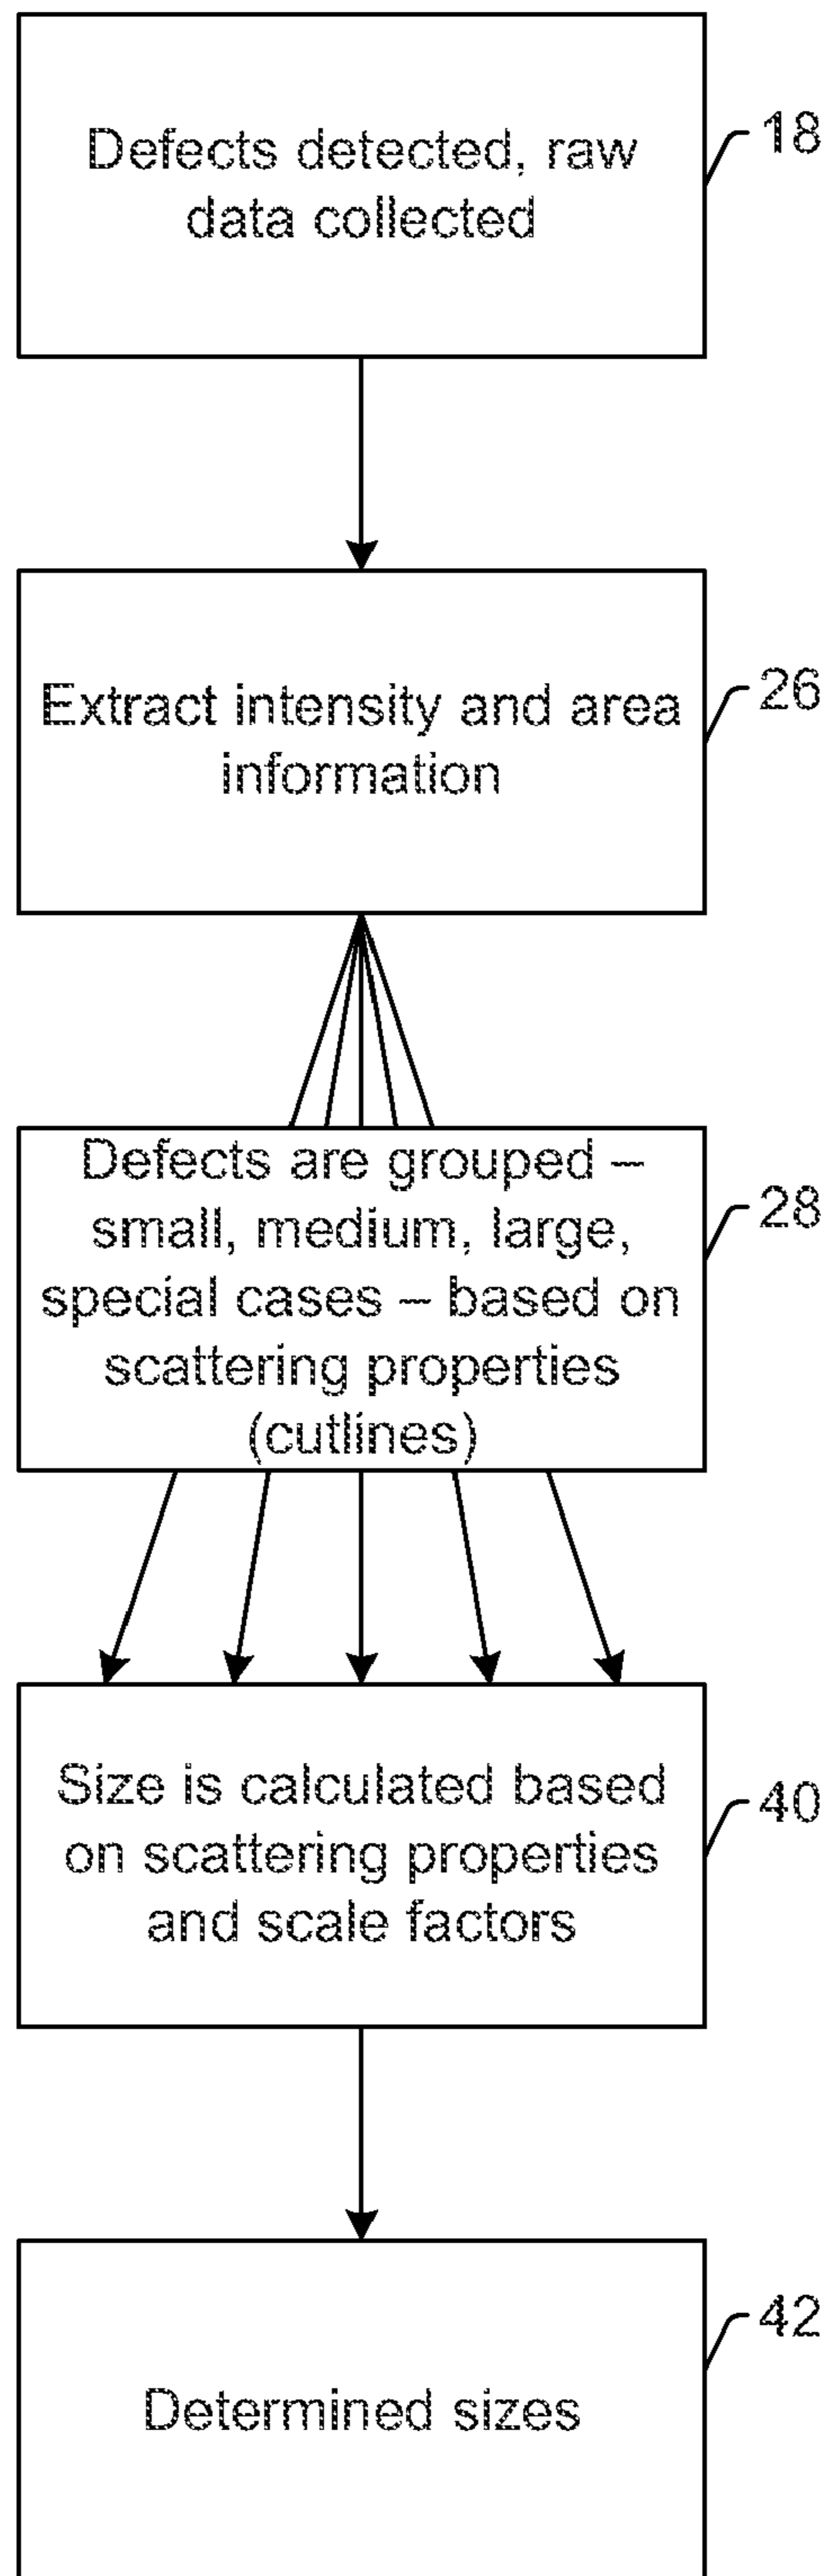 Defects detected, raw
data collected
18
Extract intensity and area
information
26
Defects are grouped –
small, medium, large,
special cases – based on
scattering properties
(cutlines)
28
Size is calculated based
on scattering properties
and scale factors
40
Determined sizes
42